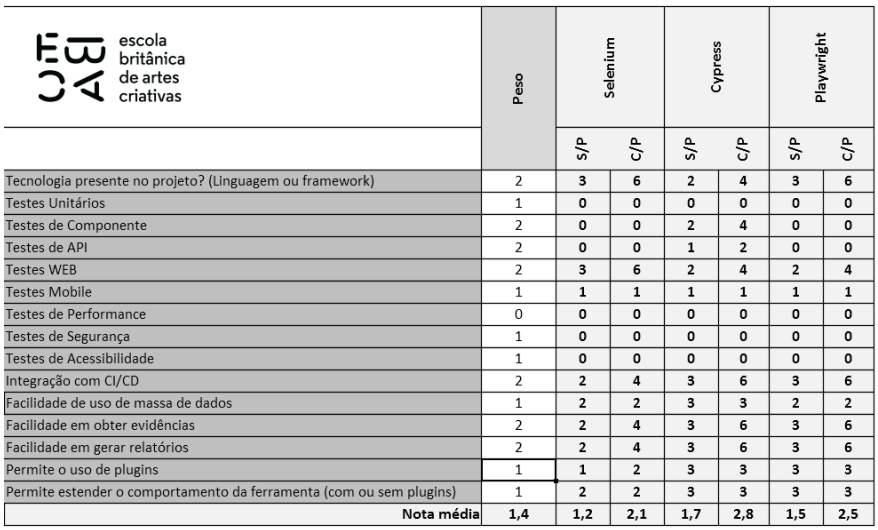 escola
britânica
de artes
criativas
EBAC
Peso Selenium Cypress Playwright
S/P C/P S/P C/P S/P C/P
Tecnologia presente no projeto? (Linguagem ou framework) 2 3 6 2 4 3 6
Testes Unitários 1 0 0 0 0 0 0
Testes de Componente 2 0 0 2 4 0 0
Testes de API 2 0 0 1 2 0 0
Testes WEB 2 3 6 2 4 2 4
Testes Mobile 1 1 1 1 1 1 1
Testes de Performance 0 0 0 0 0 0 0
Testes de Segurança 1 0 0 0 0 0 0
Testes de Acessibilidade 1 0 0 0 0 0 0
Integração com CI/CD 2 2 4 3 6 3 6
Facilidade de uso de massa de dados 1 2 2 3 3 2 2
Facilidade em obter evidências 2 2 4 3 6 3 6
Facilidade em gerar relatórios 2 2 4 3 6 3 6
Permite o uso de plugins 1 1 2 3 3 3 3
Permite estender o comportamento da ferramenta (com ou sem plugins) 1 2 2 3 3 3 3
Nota média 1,4 1,2 2,1 1,7 2,8 1,5 2,5